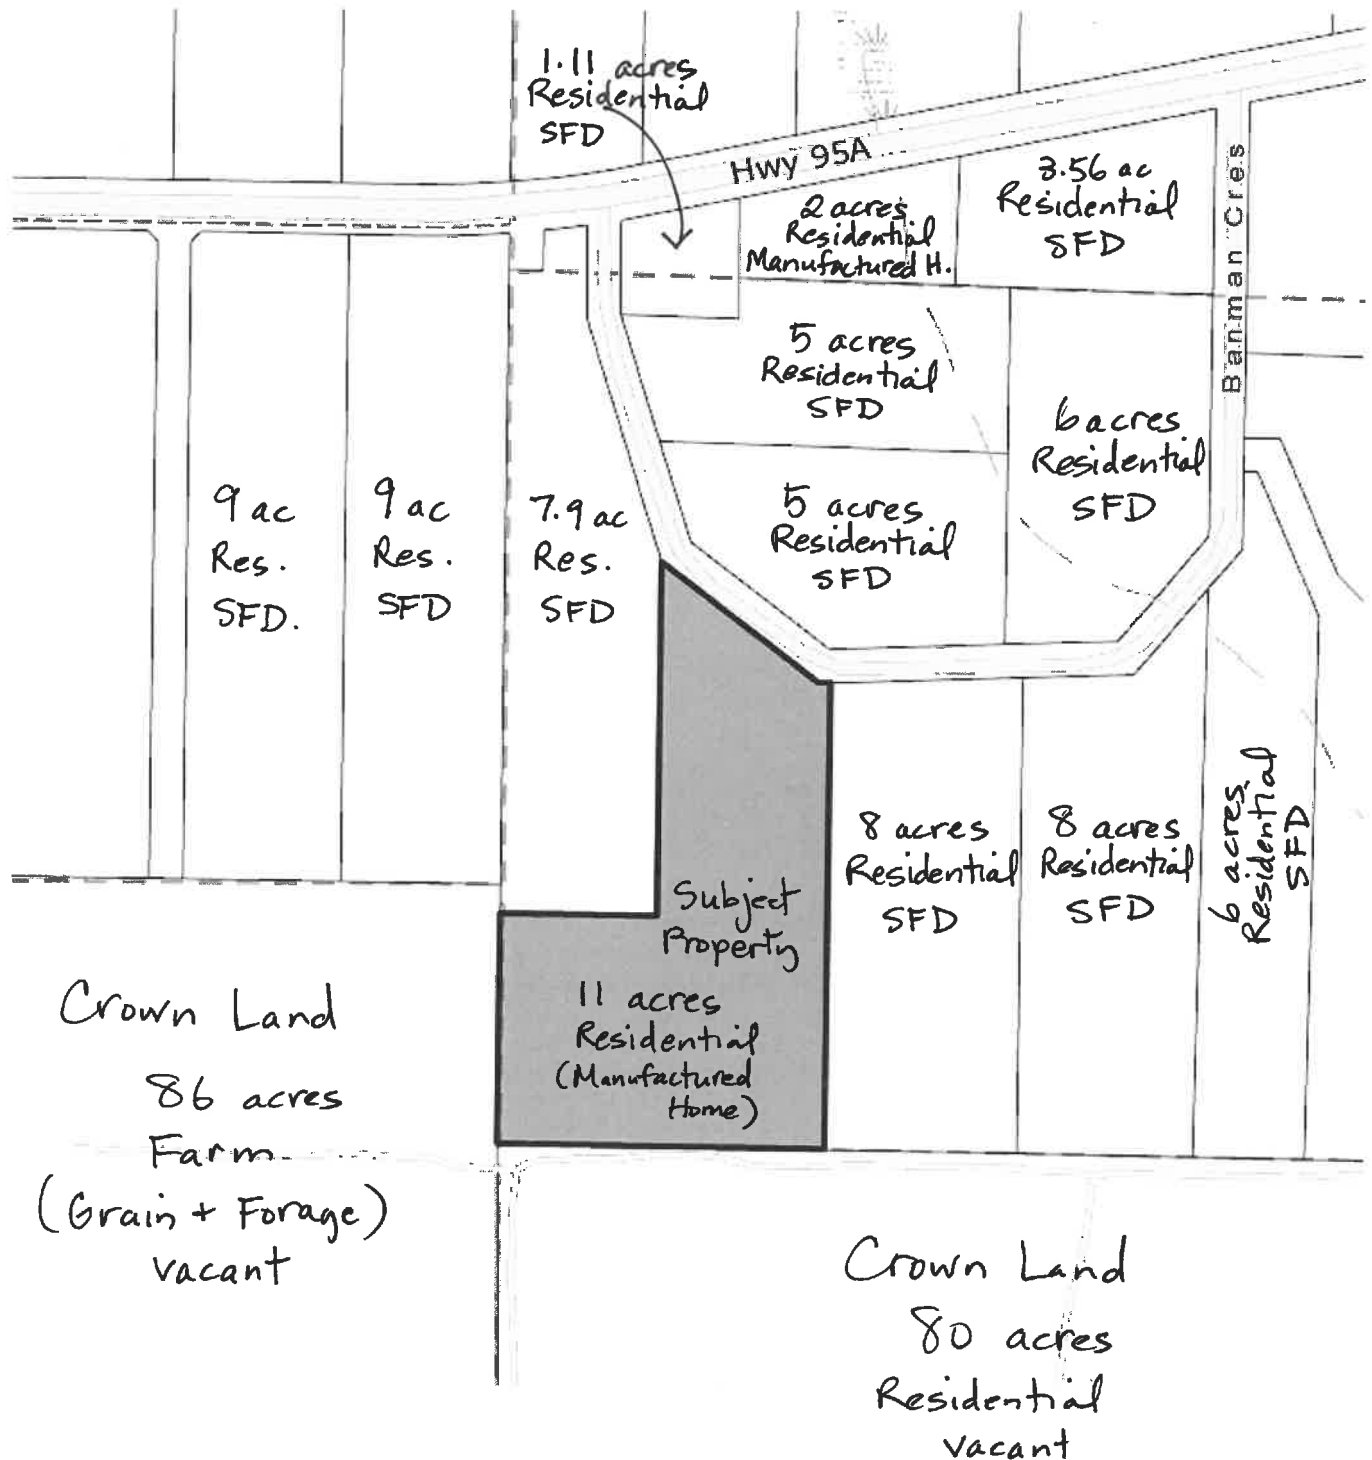 1.11 acres
Residential
SFD
Hwy 95A
2 acres
Residential
Manufactured H.
3.56 ac
Residential
SFD
Banman Cres
5 acres
Residential
SFD
6 acres
Residential
SFD
9 ac
Res.
SFD.
9 ac
Res.
SFD
7.9 ac
Res.
SFD
5 acres
Residential
SFD
8 acres
Residential
SFD
8 acres
Residential
SFD
6 acres
Residential
SFD
Subject
Property
11 acres
Residential
(Manufactured
Home)
Crown Land
86 acres
Farm
(Grain + Forage)
vacant
Crown Land
80 acres
Residential
vacant